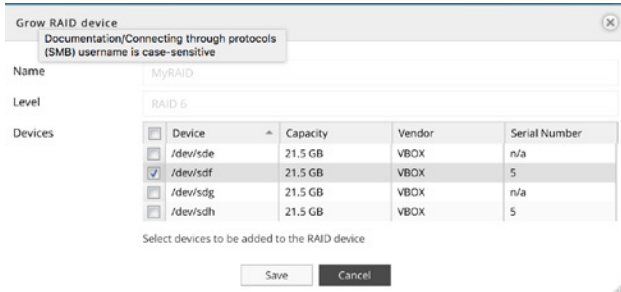 Grow RAID device
Documentation/Connecting through protocols
(SMB) username is case-sensitive
Name MyRAID
Level RAID 6
Devices Device Capacity Vendor Serial Number
/dev/sde 21.5 GB VBOX n/a
/dev/sdf 21.5 GB VBOX 5
/dev/sdg 21.5 GB VBOX n/a
/dev/sdh 21.5 GB VBOX 5
Select devices to be added to the RAID device
Save Cancel